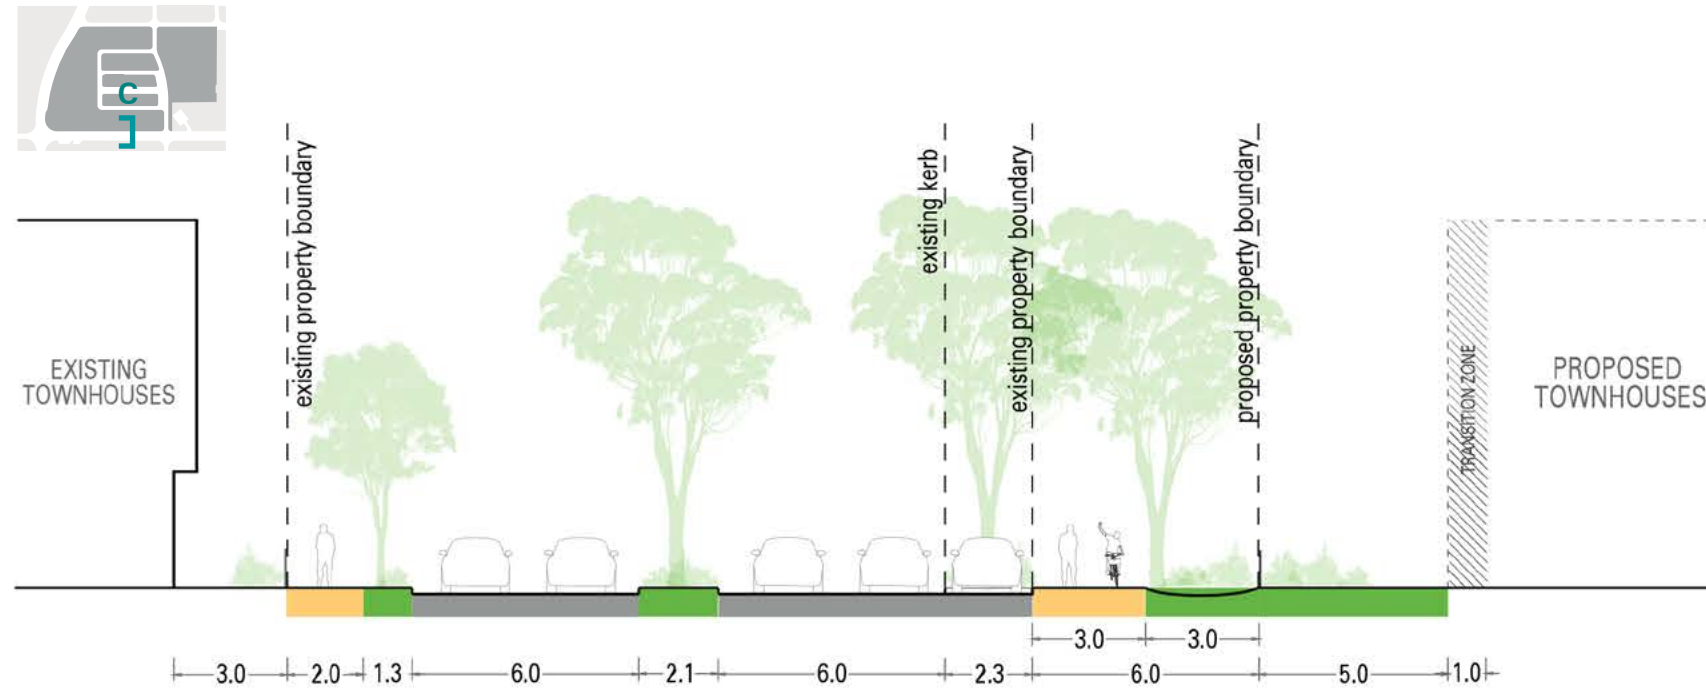 C
existing property boundary
existing kerb
existing property boundary
proposed property boundary
EXISTING
TOWNHOUSES
TRANSITION ZONE
PROPOSED
TOWNHOUSES
3.0 3.0
3.0 2.0 1.3 6.0 2.1 6.0 2.3 6.0 5.0 1.0